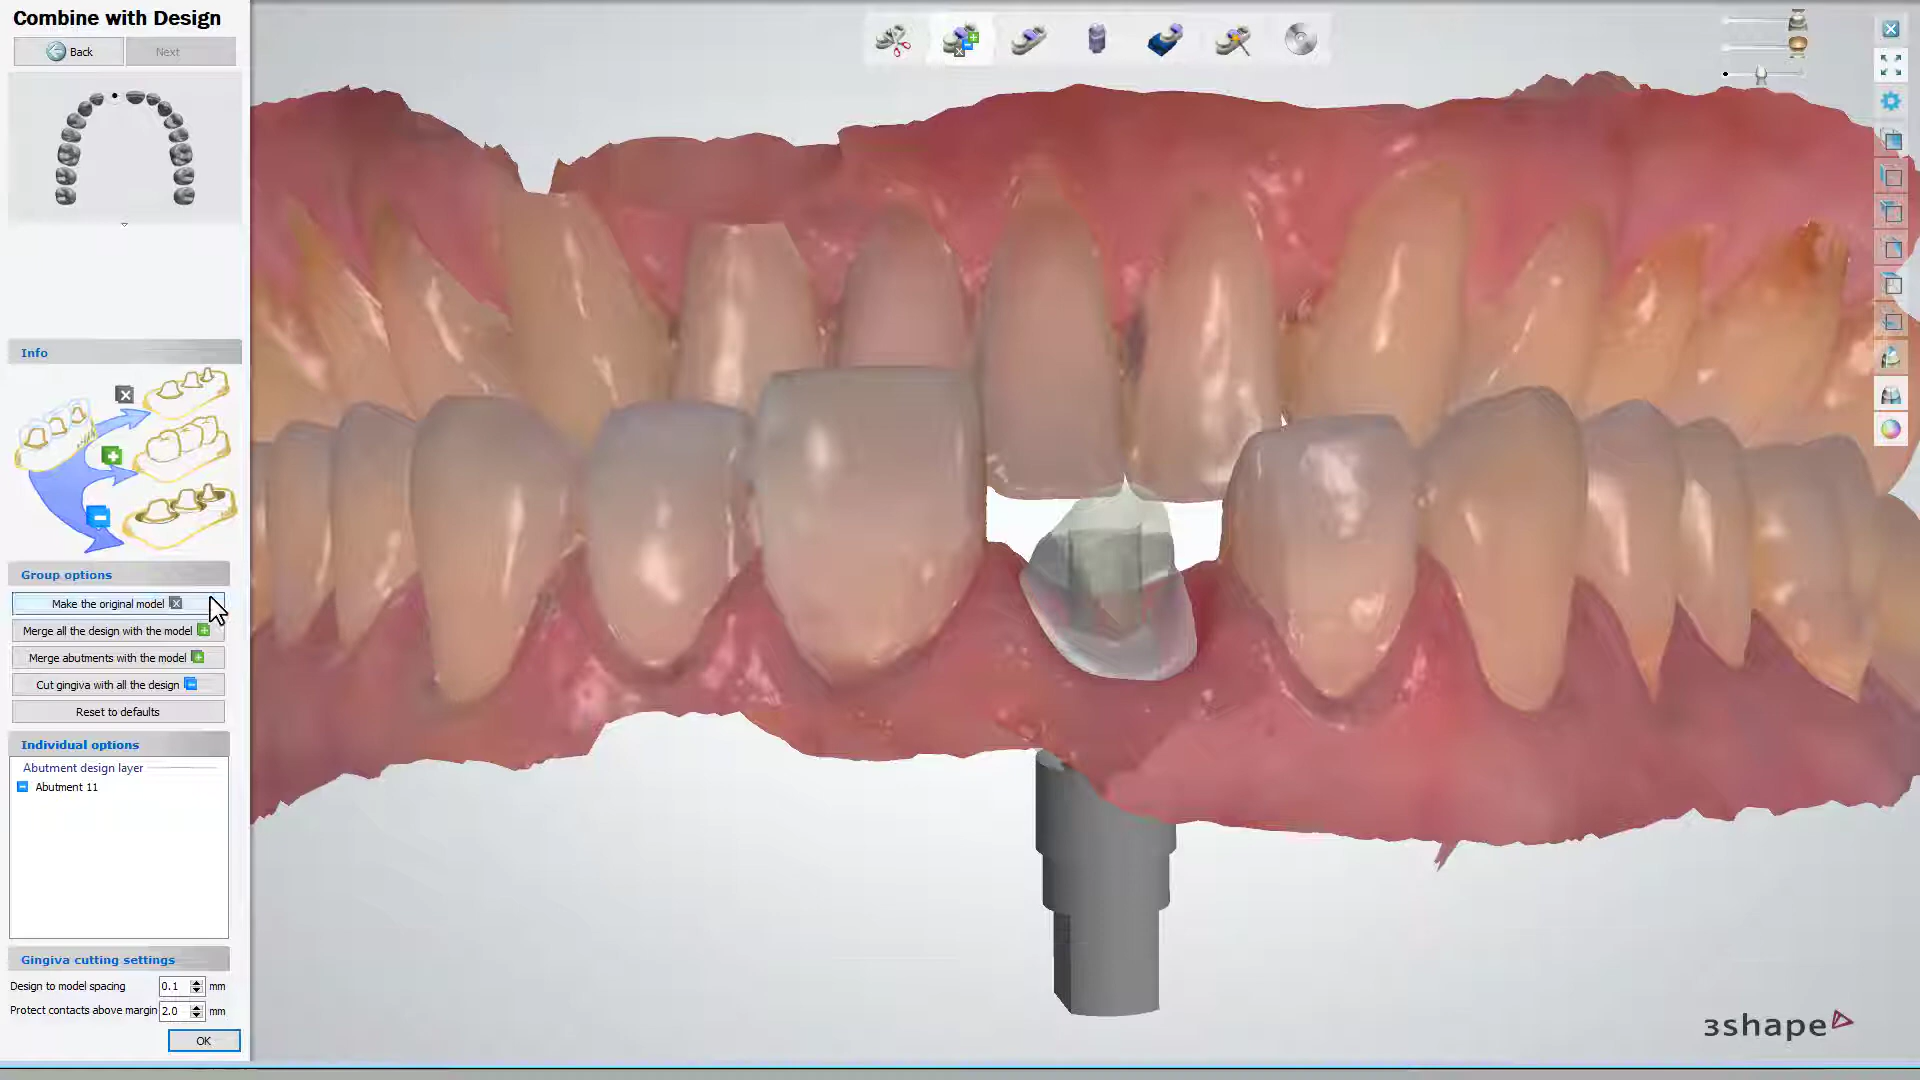 Combine with Design
Back
Next
Info
Group options
Make the original model
Merge all the design with the model
Merge abutments with the model
Cut gingiva with all the design
Reset to defaults
Individual options
Abutment design layer
Abutment 11
Gingiva cutting settings
Design to model spacing 0.1 mm
Protect contacts above margin 2.0 mm
OK
3shape